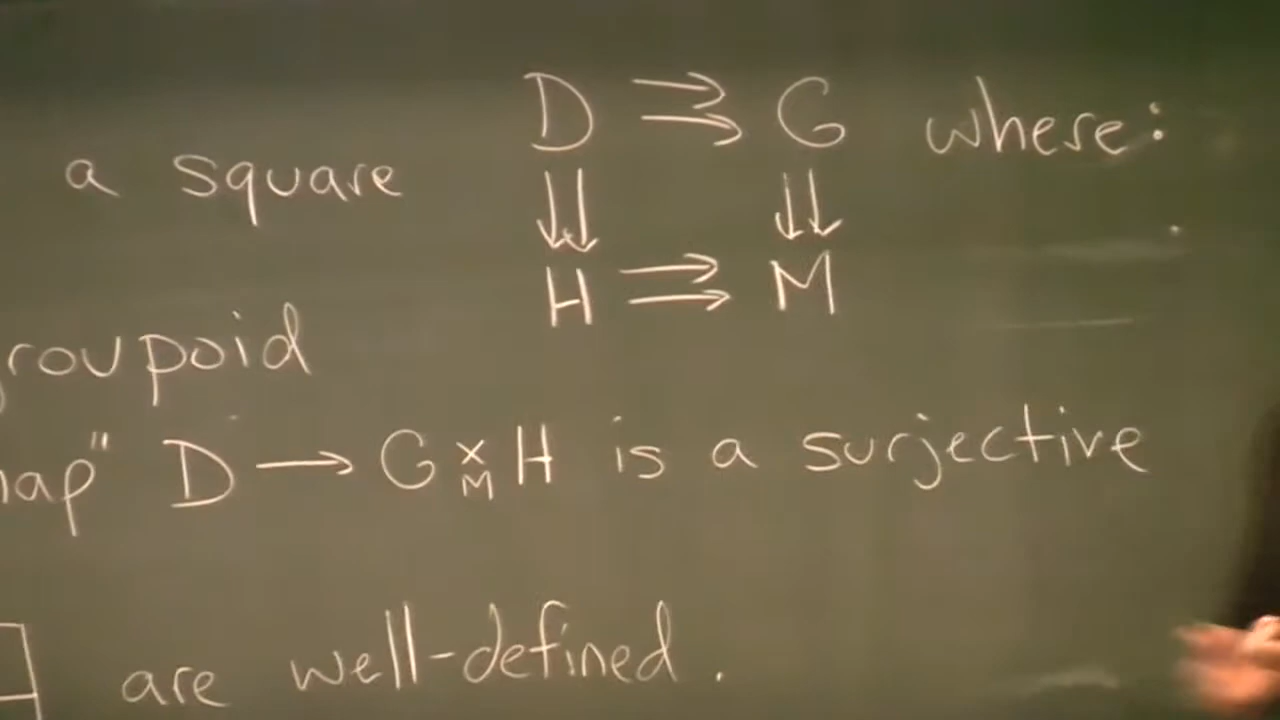 D ⇉ G where:
a square
⇊ ⇊
H ⇉ M
roupoid
ap" D → G ×_M H is a surjective
are well-defined.